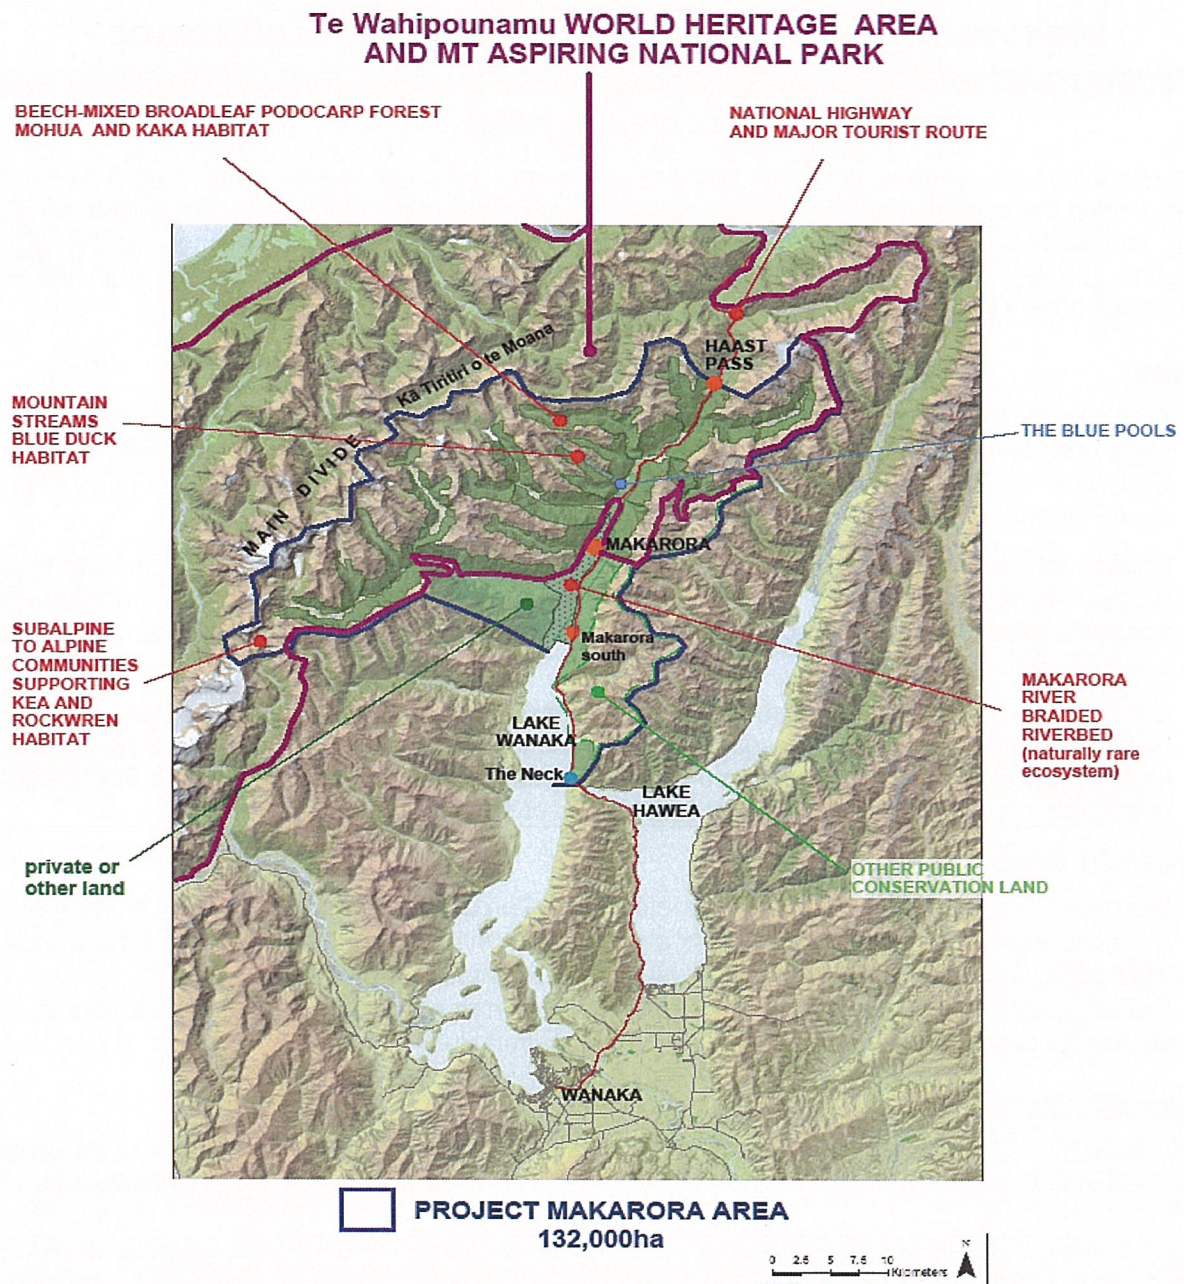 Te Wahipounamu WORLD HERITAGE AREA
AND MT ASPIRING NATIONAL PARK
BEECH-MIXED BROADLEAF PODOCARP FOREST
MOHUA AND KAKA HABITAT
NATIONAL HIGHWAY
AND MAJOR TOURIST ROUTE
Kā Tiritiri o te Moana
HAAST
PASS
MOUNTAIN
STREAMS
BLUE DUCK
HABITAT
THE BLUE POOLS
MAIN DIVIDE
MAKARORA
SUBALPINE
TO ALPINE
COMMUNITIES
SUPPORTING
KEA AND
ROCKWREN
HABITAT
Makarora
south
MAKARORA
RIVER
BRAIDED
RIVERBED
(naturally rare
ecosystem)
LAKE
WANAKA
The Neck
LAKE
HAWEA
private or
other land
OTHER PUBLIC
CONSERVATION LAND
WANAKA
PROJECT MAKARORA AREA
132,000ha
N
0 2.5 5 7.5 10
Kilometers